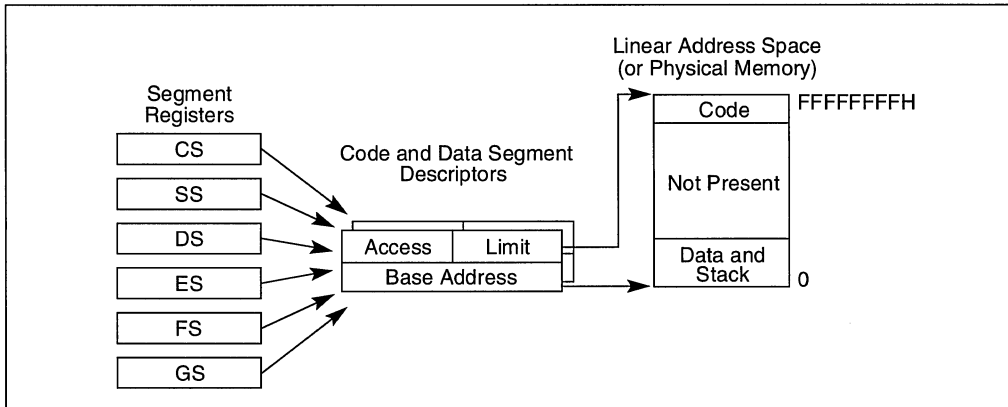 Linear Address Space
(or Physical Memory)
FFFFFFFFH
Segment
Registers
Code
CS
Code and Data Segment
Descriptors
SS
Not Present
DS
Access
Limit
Data and
Stack
ES
Base Address
0
FS
GS